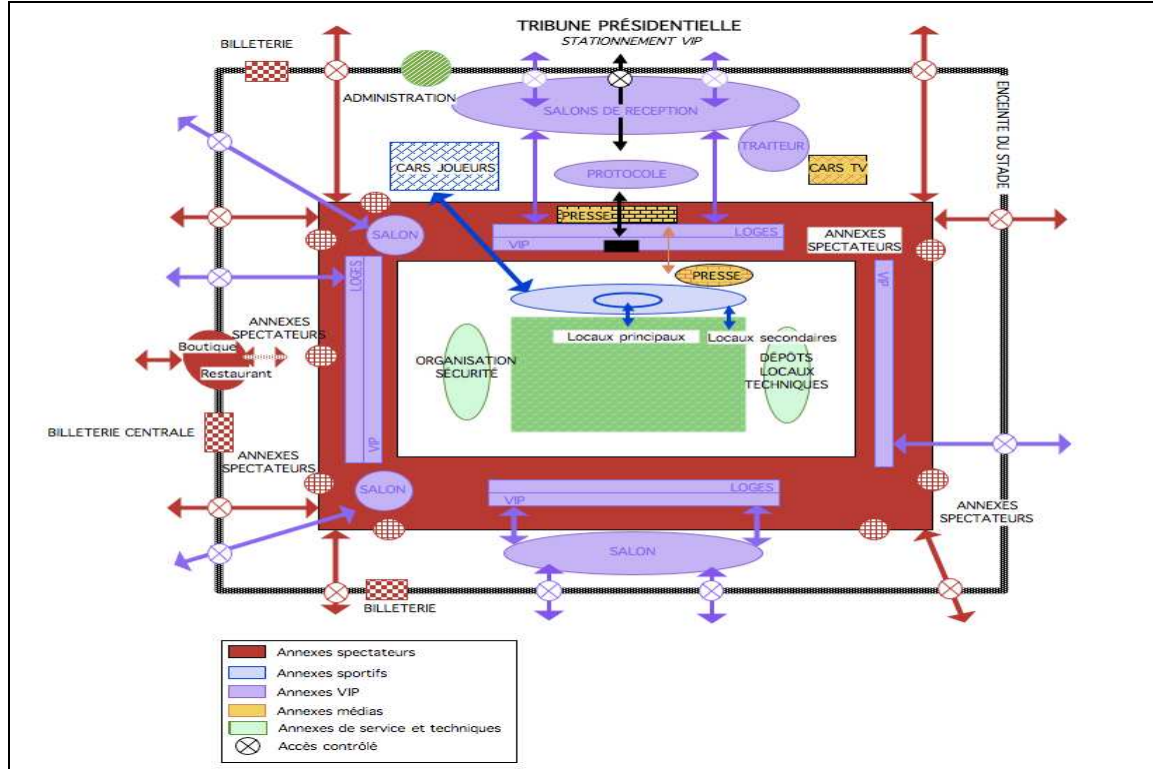 TRIBUNE PRÉSIDENTIELLE
STATIONNEMENT VIP
BILLETERIE
ADMINISTRATION
SALONS DE RECEPTION
ENCEINTE DU STADE
TRAITEUR
CARS JOUEURS
CARS TV
PROTOCOLE
PRESSE
SALON
LOGES
VIP
ANNEXES
SPECTATEURS
LOGES
VIP
PRESSE
ANNEXES
SPECTATEURS
Boutique
Restaurant
Locaux principaux
Locaux secondaires
ORGANISATION
SÉCURITÉ
DÉPÔTS
LOCAUX
TECHNIQUES
BILLETERIE CENTRALE
VIP
ANNEXES
SPECTATEURS
SALON
LOGES
VIP
ANNEXES
SPECTATEURS
SALON
BILLETERIE
Annexes spectateurs
Annexes sportifs
Annexes VIP
Annexes médias
Annexes de service et techniques
Accès contrôlé